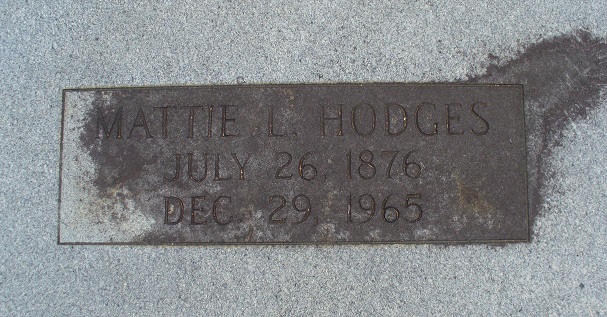 MATTIE L. HODGES
JULY 26, 1876
DEC. 29, 1965